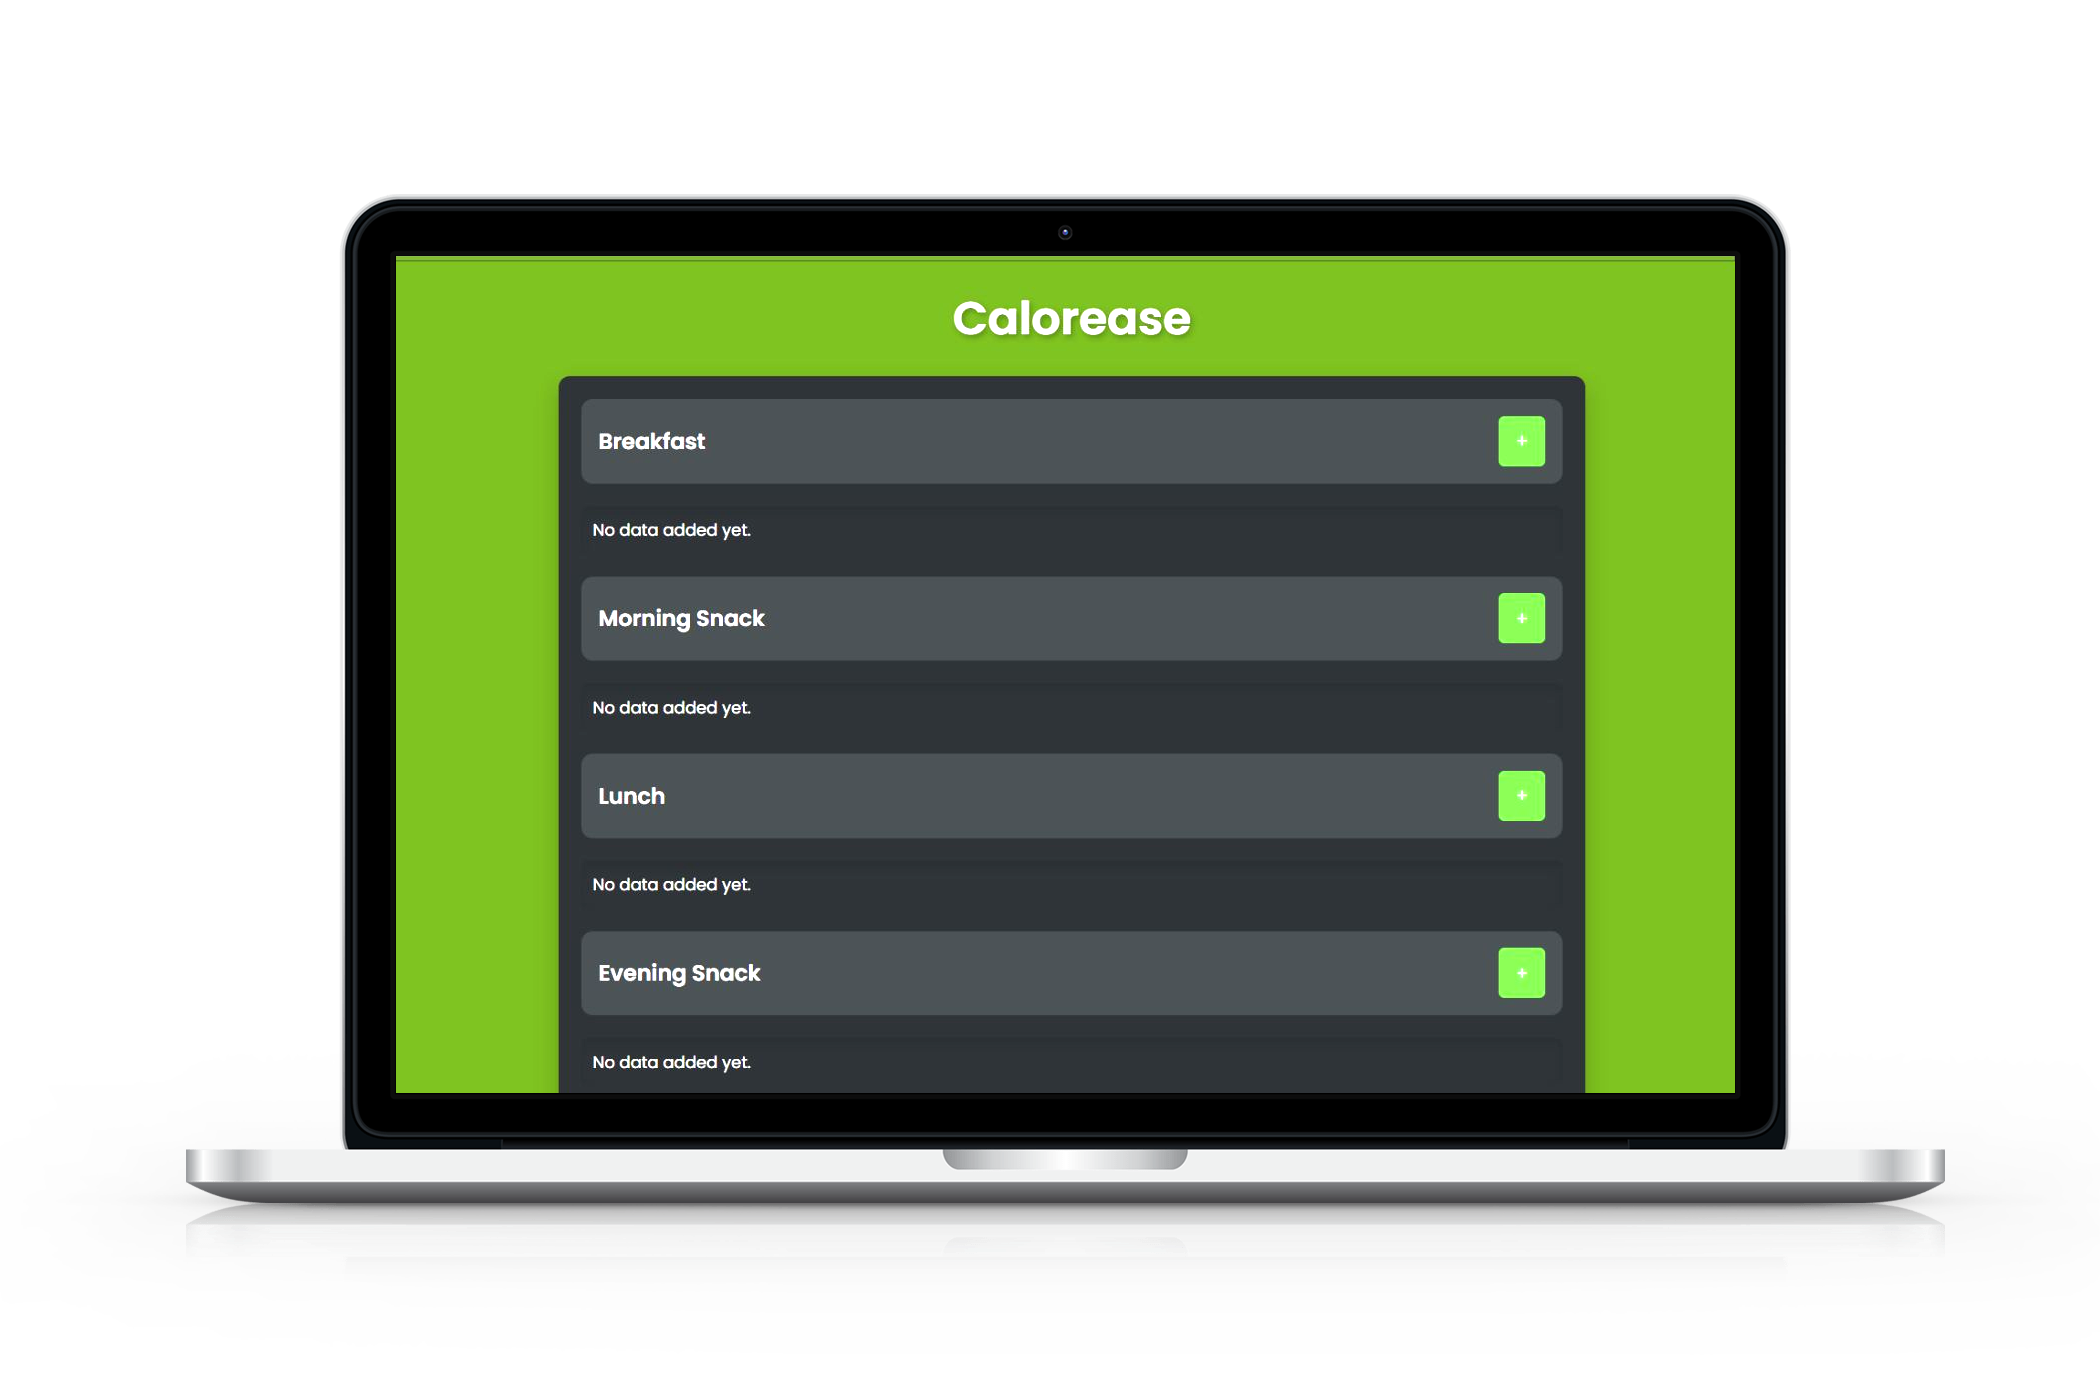 Calorease
Breakfast
+
No data added yet.
Morning Snack
+
No data added yet.
Lunch
+
No data added yet.
Evening Snack
+
No data added yet.